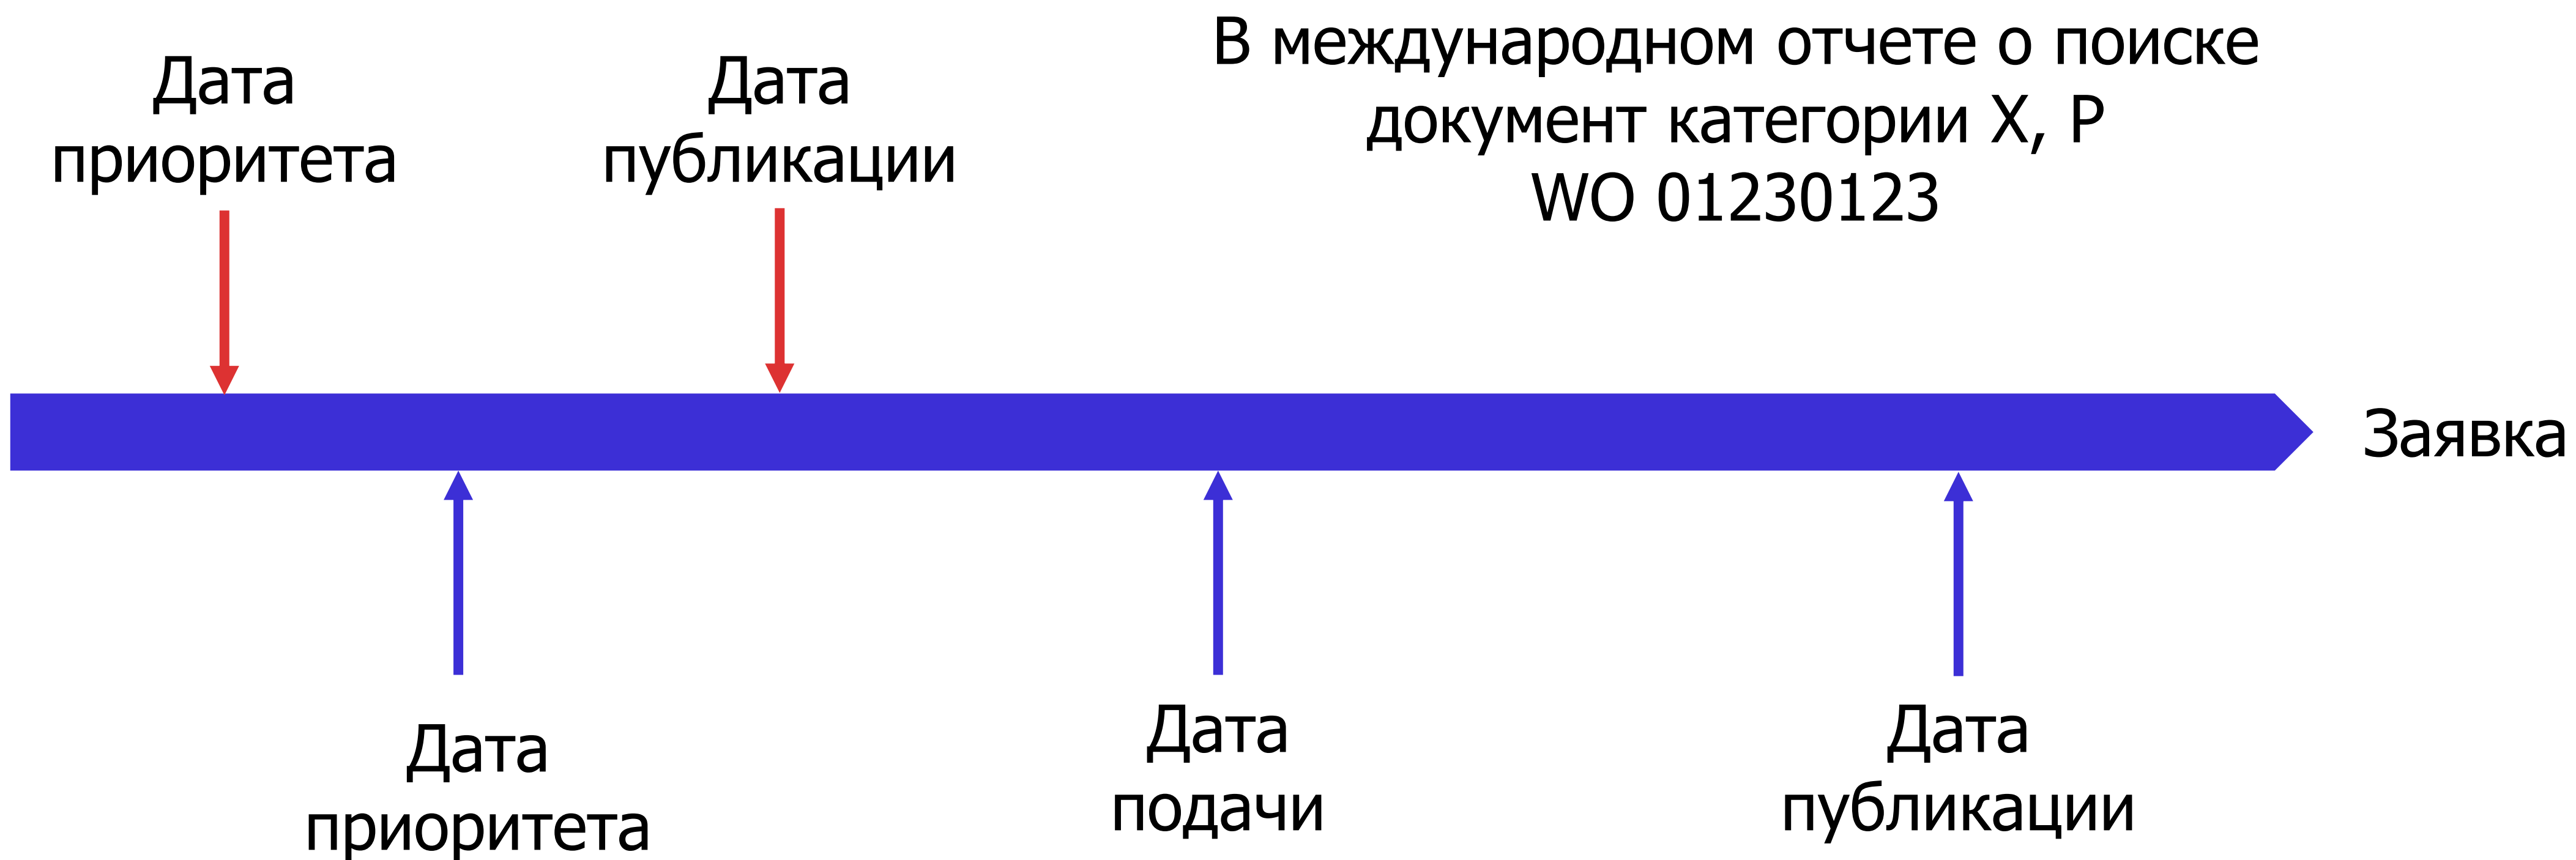 В международном отчете о поиске
документ категории X, P
WO 01230123
Дата
приоритета
Дата
публикации
Заявка
Дата
приоритета
Дата
подачи
Дата
публикации